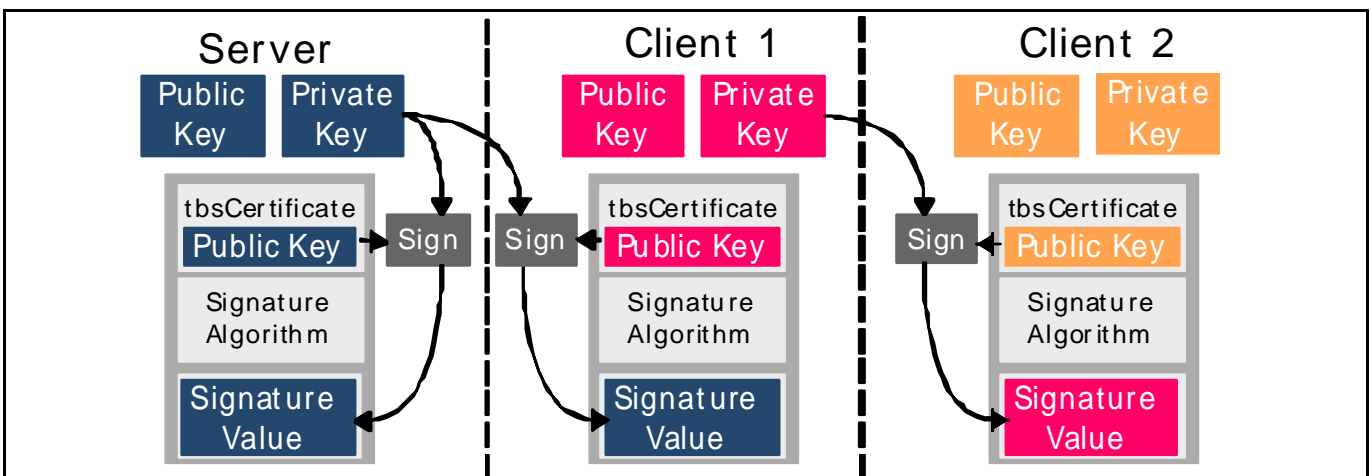 Server
Public
Key
Private
Key
tbsCertificate
Public Key
Sign
Signature
Algorithm
Signature
Value
Client 1
Public
Key
Private
Key
Sign
tbsCertificate
Public Key
Signature
Algorithm
Signature
Value
Client 2
Public
Key
Private
Key
Sign
tbsCertificate
Public Key
Signature
Algorithm
Signature
Value